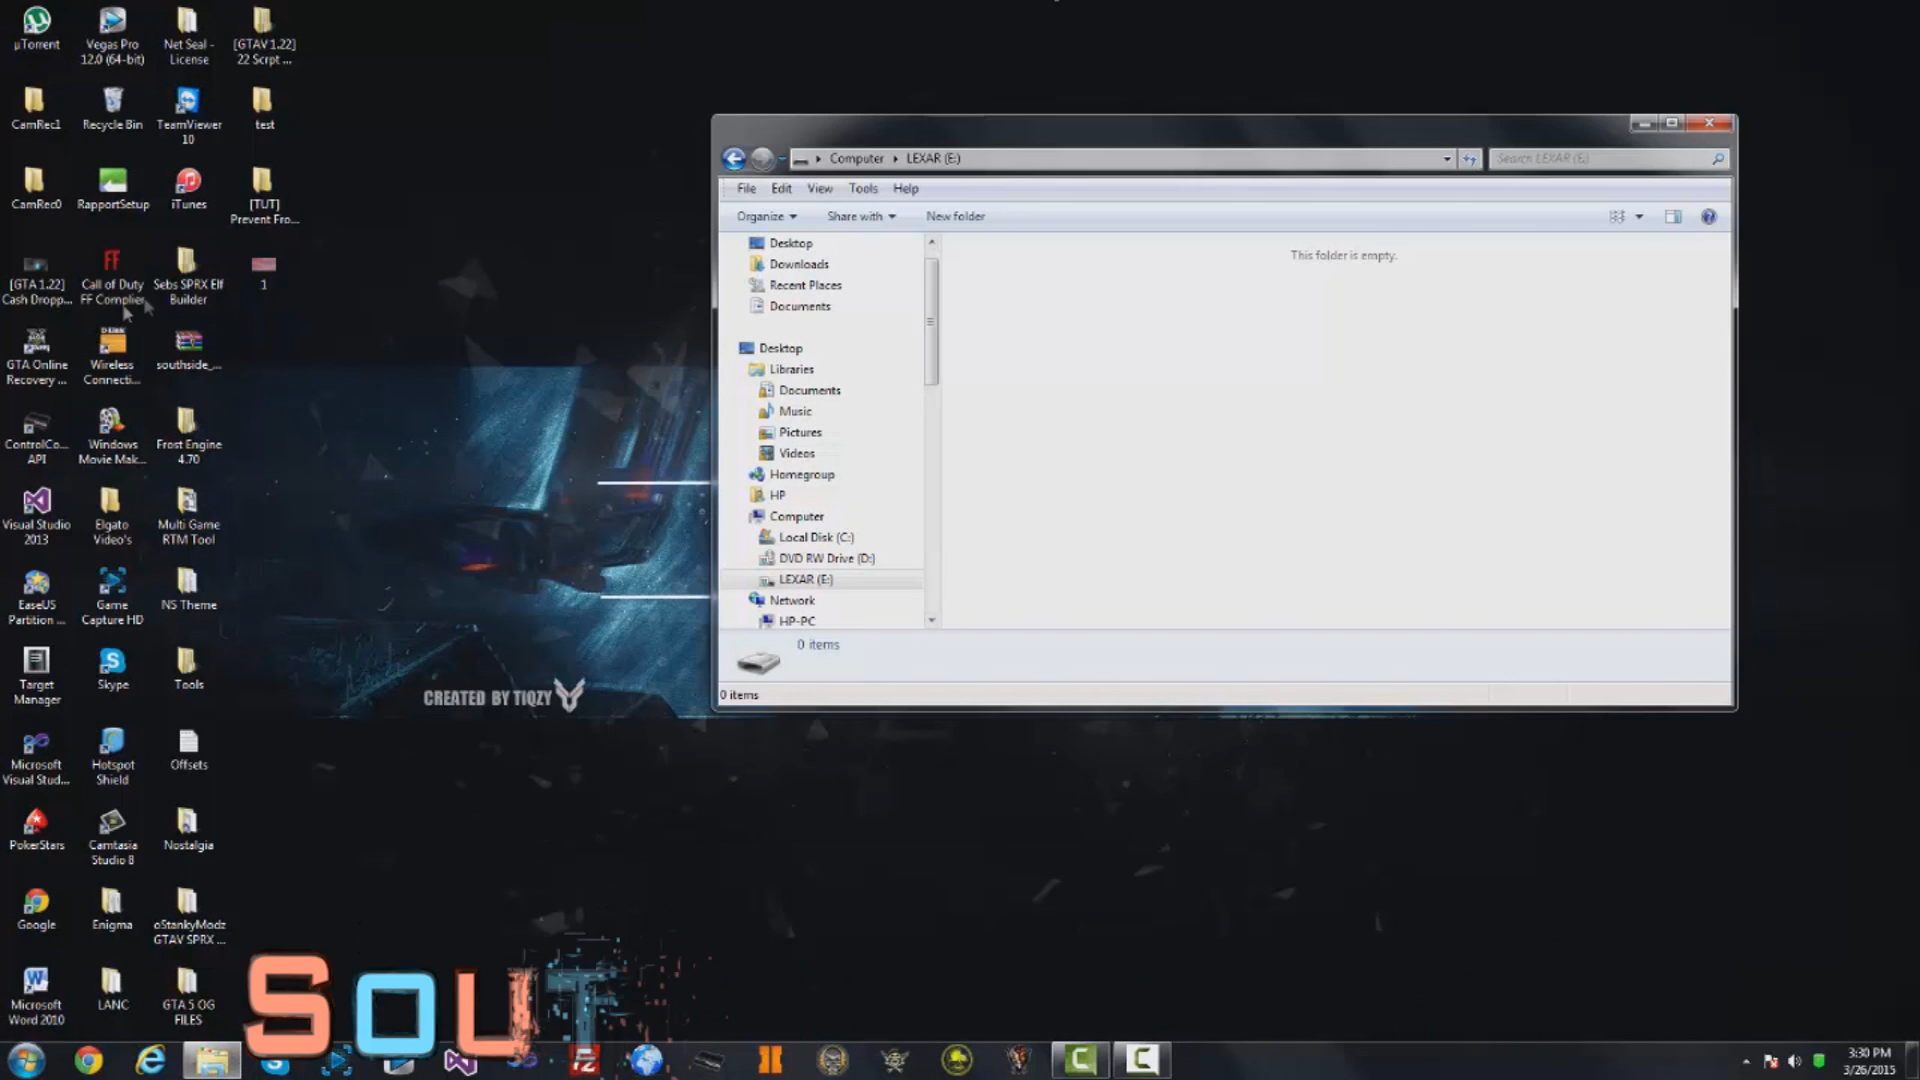 µTorrent
Vegas Pro
12.0 (64-bit)
Net Seal -
License
[GTAV 1.22]
22 Scrpt ...
CamRec1
Recycle Bin
TeamViewer
10
test
CamRec0
RapportSetup
iTunes
[TUT]
Prevent Fro...
[GTA 1.22]
Cash Dropp...
FF
Call of Duty
FF Complier
Sebs SPRX Elf
Builder
1
GTA Online
Recovery ...
Wireless
Connecti...
southside_...
ControlCo...
API
Windows
Movie Mak...
Frost Engine
4.70
Visual Studio
2013
Elgato
Video's
Multi Game
RTM Tool
EaseUS
Partition ...
Game
Capture HD
NS Theme
Target
Manager
Skype
Tools
Microsoft
Visual Stud...
Hotspot
Shield
Offsets
PokerStars
Camtasia
Studio 8
Nostalgia
Google
Enigma
oStankyModz
GTAV SPRX ...
Microsoft
Word 2010
LANC
GTA 5 OG
FILES
Computer
LEXAR (E:)
Search LEXAR (E:)
File Edit View Tools Help
Organize Share with New folder
Desktop
Downloads
Recent Places
Documents
Desktop
Libraries
Documents
Music
Pictures
Videos
Homegroup
HP
Computer
Local Disk (C:)
DVD RW Drive (D:)
LEXAR (E:)
Network
HP-PC
This folder is empty.
0 items
0 items
CREATED BY TIQZY
SOUT
3:30 PM
3/26/2015